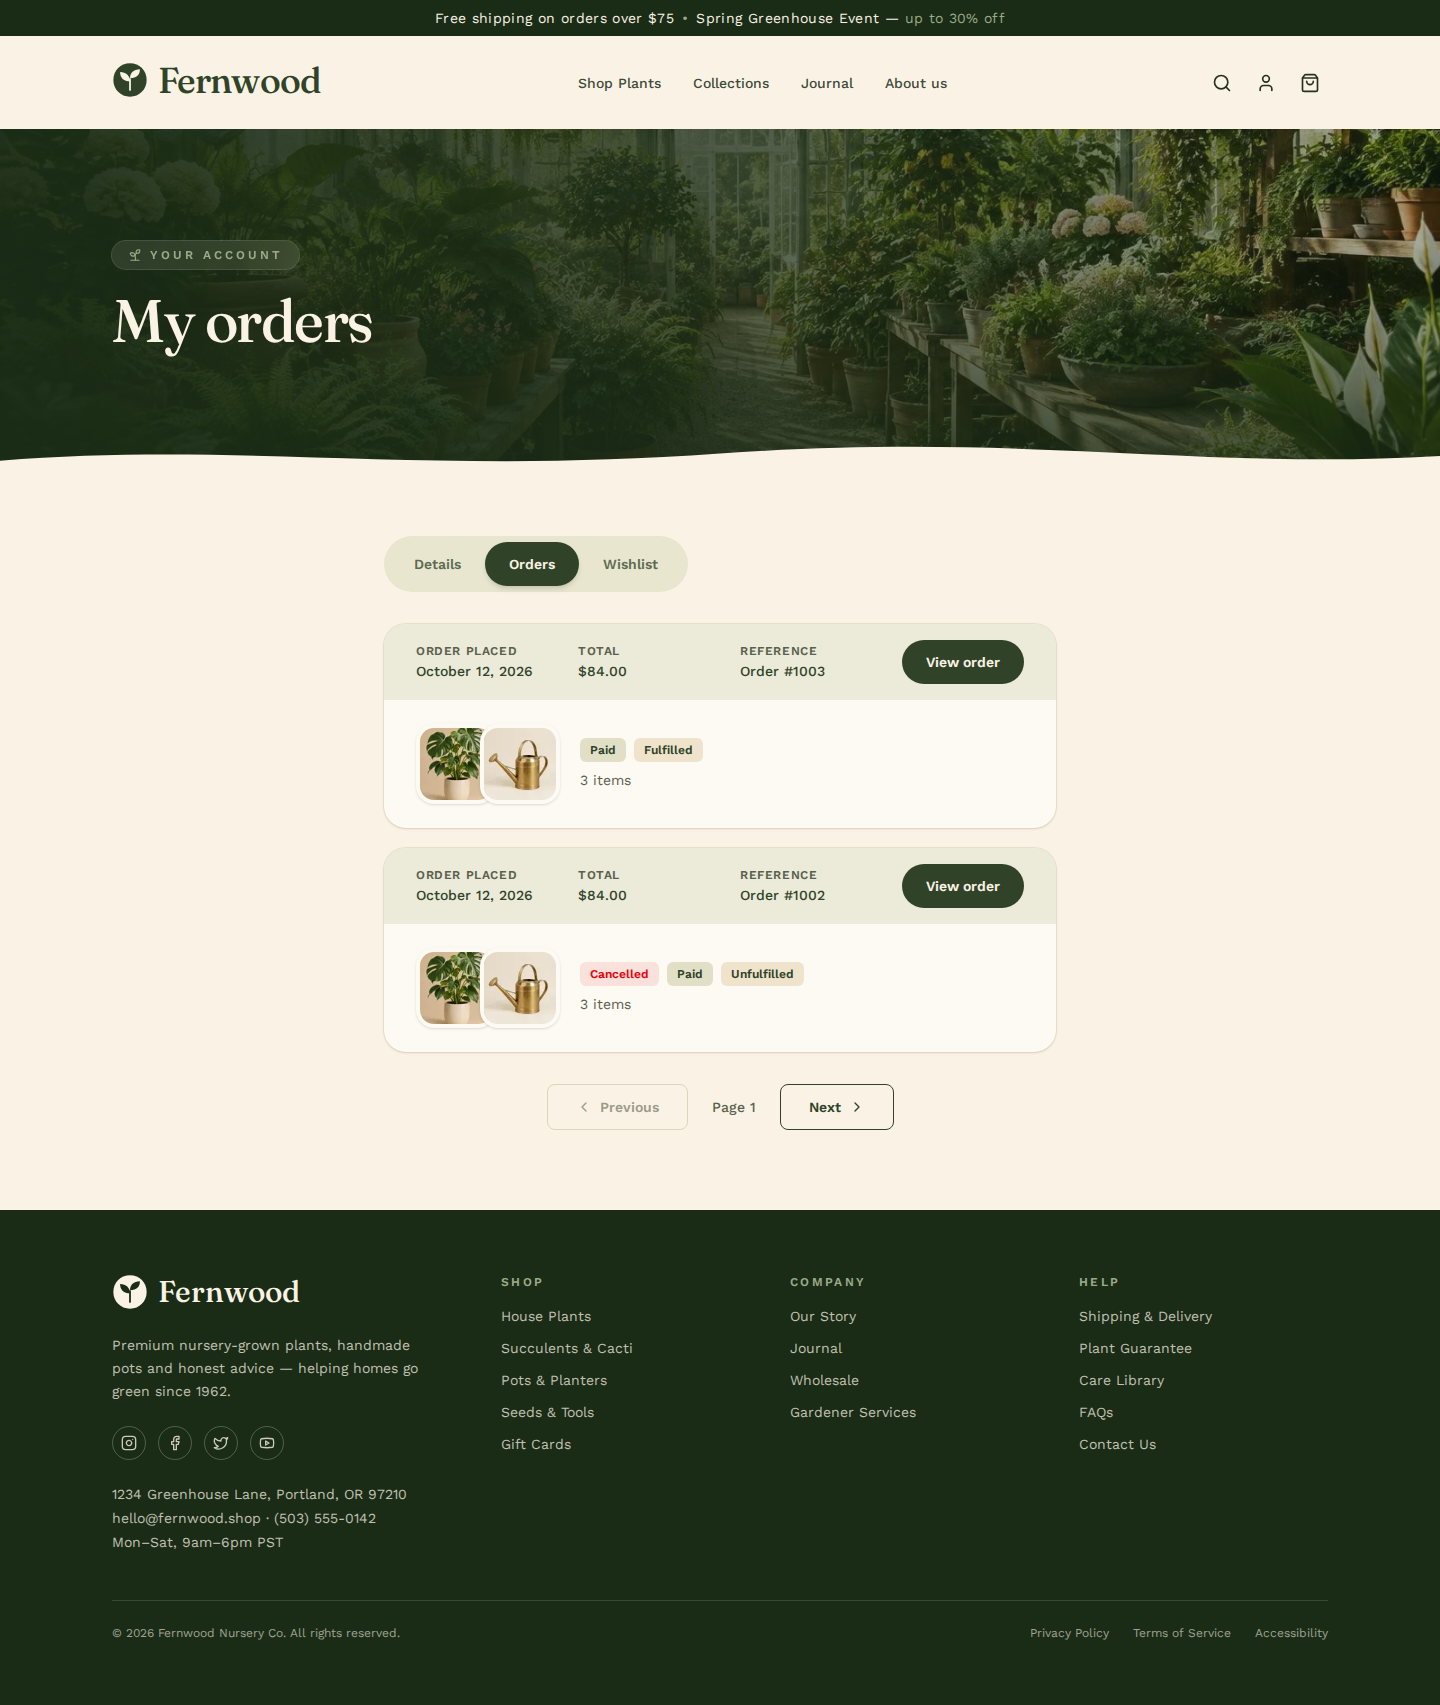 Free shipping on orders over $75 • Spring Greenhouse Event — up to 30% off
Fernwood
Shop Plants
Collections
Journal
About us
YOUR ACCOUNT
My orders
Details
Orders
Wishlist
ORDER PLACED
October 12, 2026
TOTAL
$84.00
REFERENCE
Order #1003
View order
Paid
Fulfilled
3 items
ORDER PLACED
October 12, 2026
TOTAL
$84.00
REFERENCE
Order #1002
View order
Cancelled
Paid
Unfulfilled
3 items
Previous
Page 1
Next
Fernwood
Premium nursery-grown plants, handmade
pots and honest advice — helping homes go
green since 1962.
1234 Greenhouse Lane, Portland, OR 97210
hello@fernwood.shop · (503) 555-0142
Mon–Sat, 9am–6pm PST
SHOP
House Plants
Succulents & Cacti
Pots & Planters
Seeds & Tools
Gift Cards
COMPANY
Our Story
Journal
Wholesale
Gardener Services
HELP
Shipping & Delivery
Plant Guarantee
Care Library
FAQs
Contact Us
© 2026 Fernwood Nursery Co. All rights reserved.
Privacy Policy
Terms of Service
Accessibility